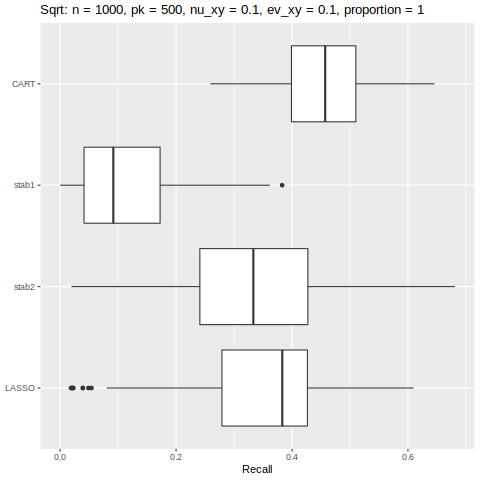 Sqrt: n = 1000, pk = 500, nu_xy = 0.1, ev_xy = 0.1, proportion = 1
CART
stab1
stab2
LASSO
0.0 0.2 0.4 0.6
Recall